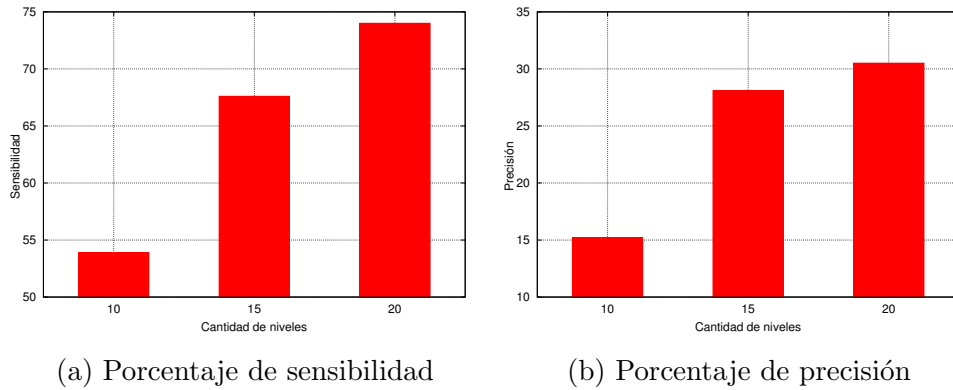 75
70
65
60
55
50
Sensibilidad
10 15 20
Cantidad de niveles
(a) Porcentaje de sensibilidad
35
30
25
20
15
10
Precisión
10 15 20
Cantidad de niveles
(b) Porcentaje de precisión